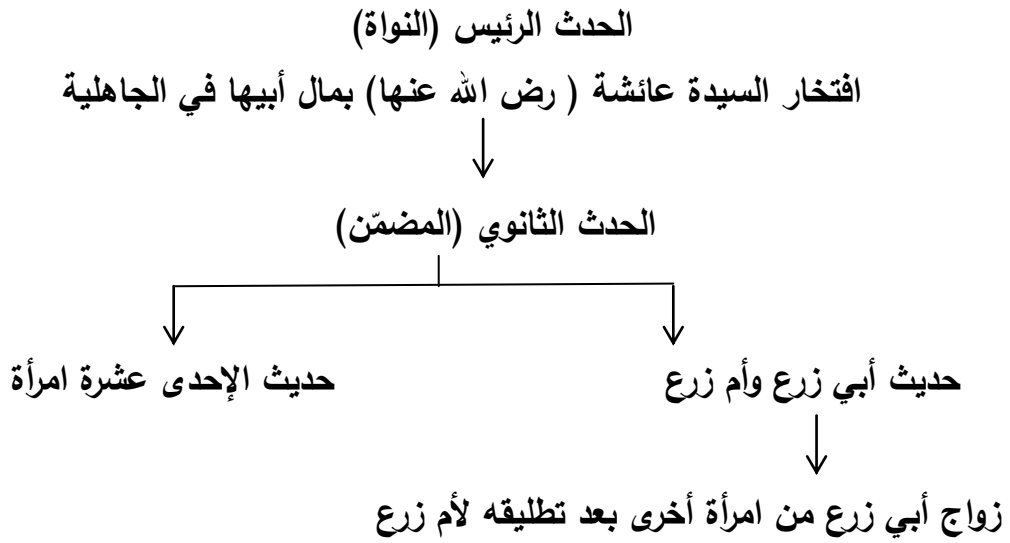 الحدث الرئيس (النواة)
افتخار السيدة عائشة ( رض الله عنها) بمال أبيها في الجاهلية
الحدث الثانوي (المضمّن)
حديث أبي زرع وأم زرع
حديث الإحدى عشرة امرأة
زواج أبي زرع من امرأة أخرى بعد تطليقه لأم زرع